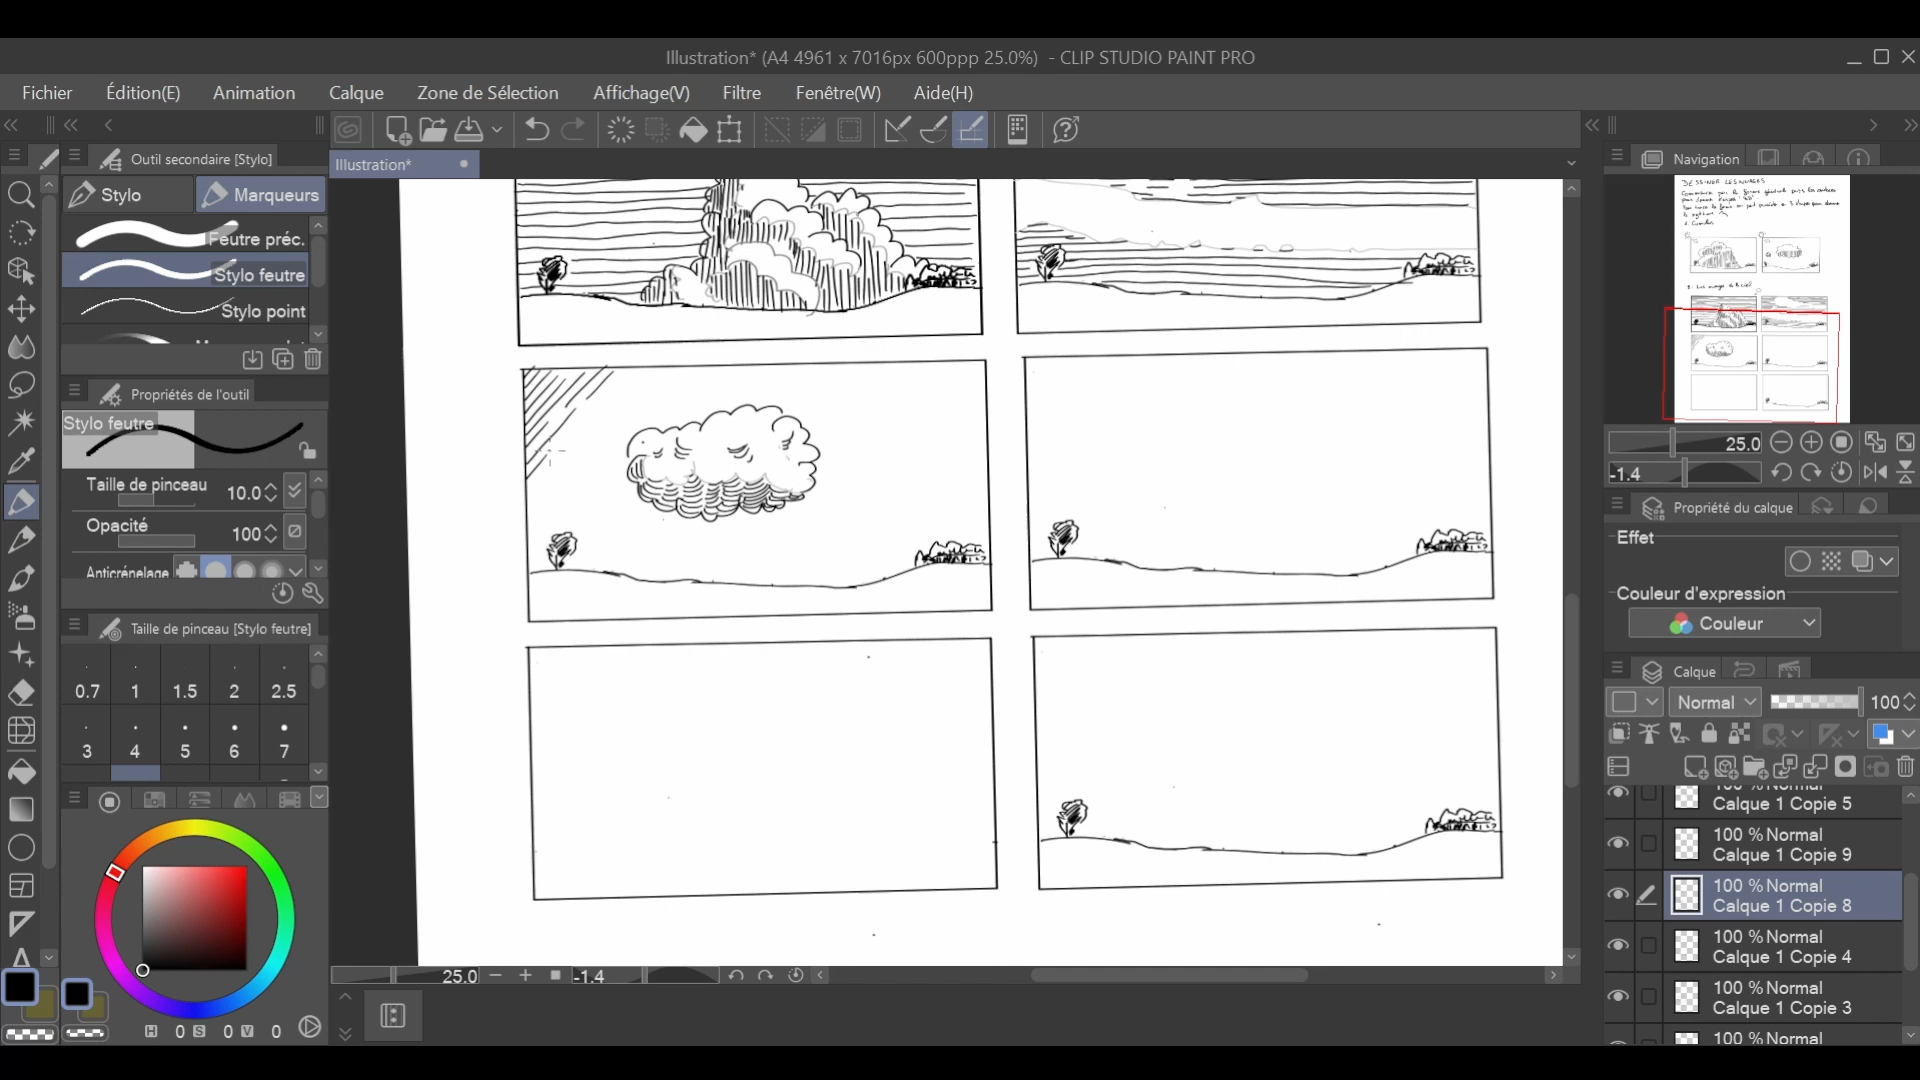 Illustration* (A4 4961 x 7016px 600ppp 25.0%) - CLIP STUDIO PAINT PRO
Fichier Édition(E) Animation Calque Zone de Sélection Affichage(V) Filtre Fenêtre(W) Aide(H)
Outil secondaire [Stylo]
Stylo Marqueurs
Feutre préc.
Stylo feutre
Stylo point
Propriétés de l'outil
Stylo feutre
Taille de pinceau 10.0
Opacité 100
Anticrénelage
Taille de pinceau [Stylo feutre]
0.7 1 1.5 2 2.5
3 4 5 6 7
H 0 S 0 V 0
Illustration*
25.0 -1.4
Navigation
DESSINER LES NUAGES
25.0
-1.4
Propriété du calque
Effet
Couleur d'expression
Couleur
Calque
Normal 100
Calque 1 Copie 5
100 % Normal
Calque 1 Copie 9
100 % Normal
Calque 1 Copie 8
100 % Normal
Calque 1 Copie 4
100 % Normal
Calque 1 Copie 3
100 % Normal